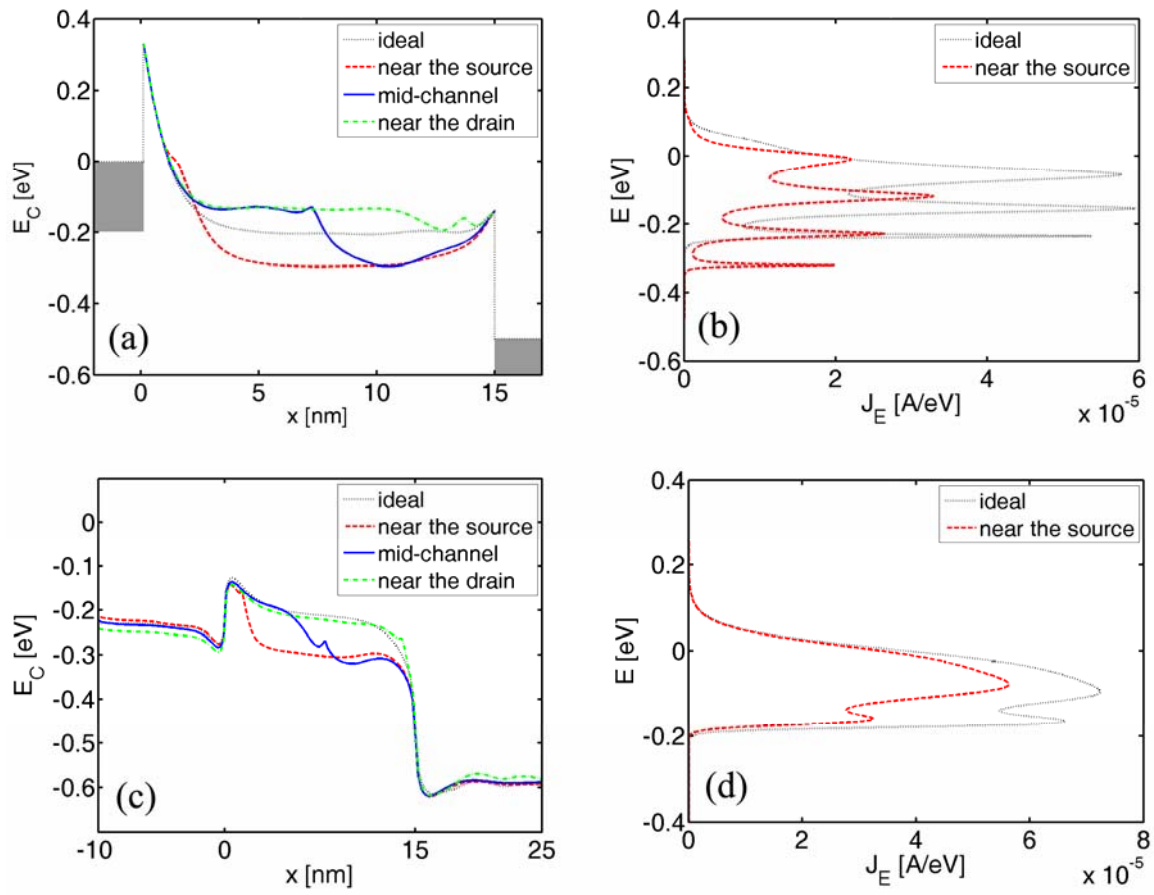 0.4
0.2
0
-0.2
-0.4
-0.6
E_C [eV]
0
5
10
15
x [nm]
ideal
near the source
mid-channel
near the drain
(a)
0.4
0.2
0
-0.2
-0.4
-0.6
E [eV]
0
2
4
6
J_E [A/eV]
x 10^-5
ideal
near the source
(b)
0
-0.1
-0.2
-0.3
-0.4
-0.5
-0.6
E_C [eV]
-10
0
15
25
x [nm]
ideal
near the source
mid-channel
near the drain
(c)
0.4
0.2
0
-0.2
-0.4
E [eV]
0
2
4
6
8
J_E [A/eV]
x 10^-5
ideal
near the source
(d)